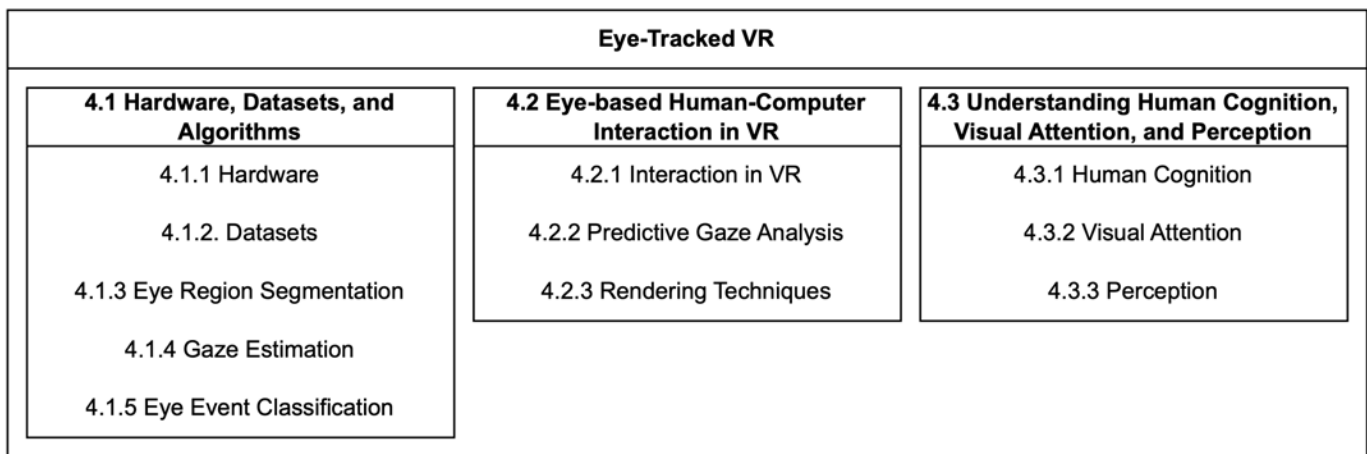 Eye-Tracked VR
4.1 Hardware, Datasets, and
Algorithms
4.1.1 Hardware
4.1.2. Datasets
4.1.3 Eye Region Segmentation
4.1.4 Gaze Estimation
4.1.5 Eye Event Classification
4.2 Eye-based Human-Computer
Interaction in VR
4.2.1 Interaction in VR
4.2.2 Predictive Gaze Analysis
4.2.3 Rendering Techniques
4.3 Understanding Human Cognition,
Visual Attention, and Perception
4.3.1 Human Cognition
4.3.2 Visual Attention
4.3.3 Perception